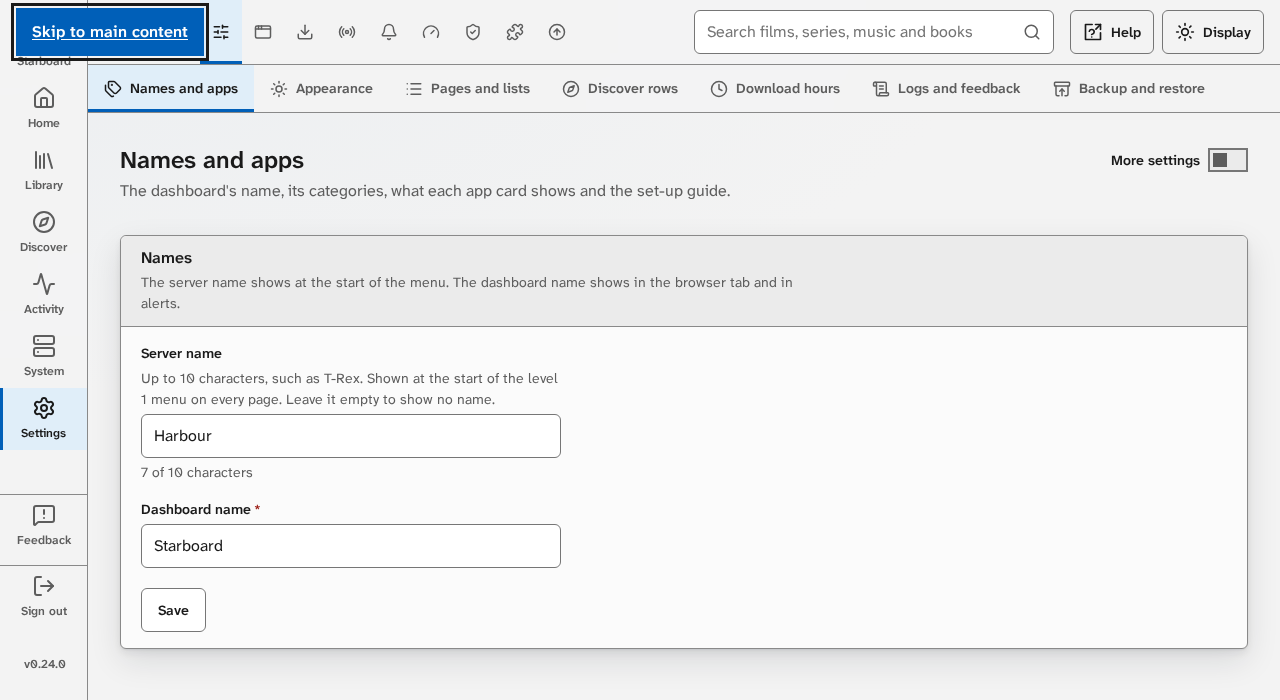 Skip to main content
Starboard
Search films, series, music and books
Help
Display
Home
Library
Discover
Activity
System
Settings
Feedback
Sign out
v0.24.0
Names and apps
Appearance
Pages and lists
Discover rows
Download hours
Logs and feedback
Backup and restore
Names and apps
More settings
The dashboard's name, its categories, what each app card shows and the set-up guide.
Names
The server name shows at the start of the menu. The dashboard name shows in the browser tab and in
alerts.
Server name
Up to 10 characters, such as T-Rex. Shown at the start of the level
1 menu on every page. Leave it empty to show no name.
Harbour
7 of 10 characters
Dashboard name *
Starboard
Save